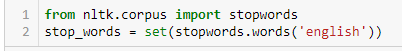 1 from nltk.corpus import stopwords
2 stop_words = set(stopwords.words('english'))